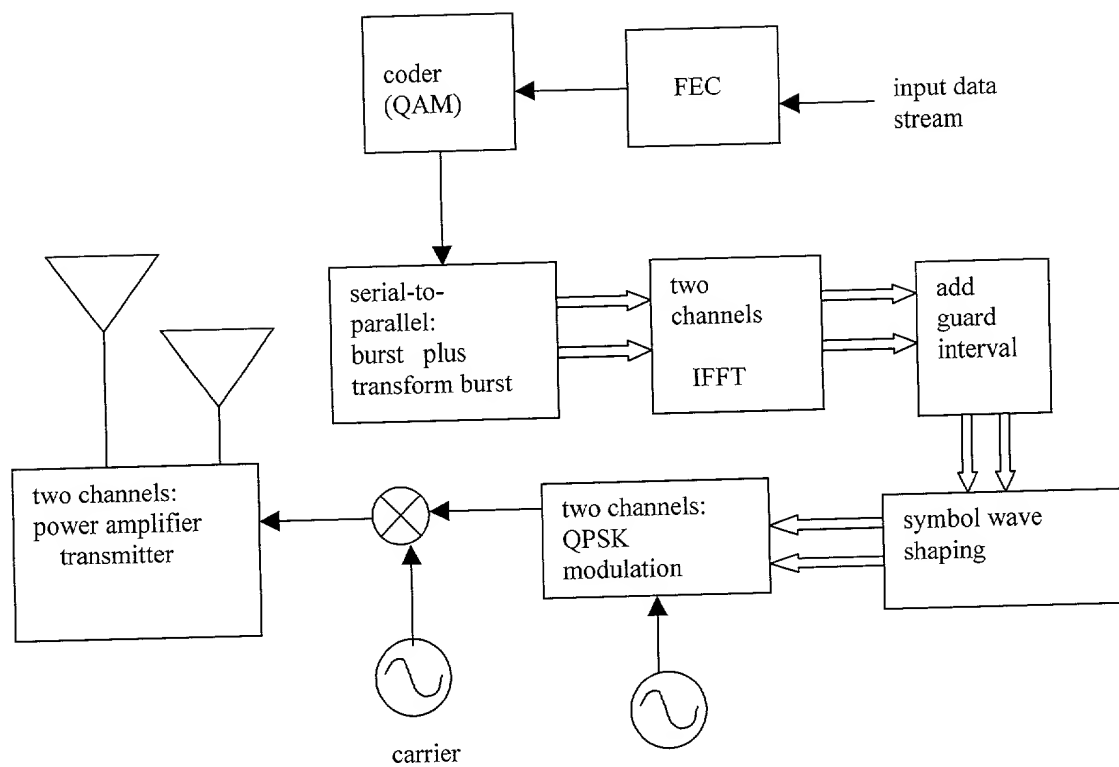 coder
(QAM)
FEC
input data
stream
serial-to-
parallel:
burst plus
transform burst
two
channels
IFFT
add
guard
interval
two channels:
power amplifier
transmitter
two channels:
QPSK
modulation
symbol wave
shaping
carrier